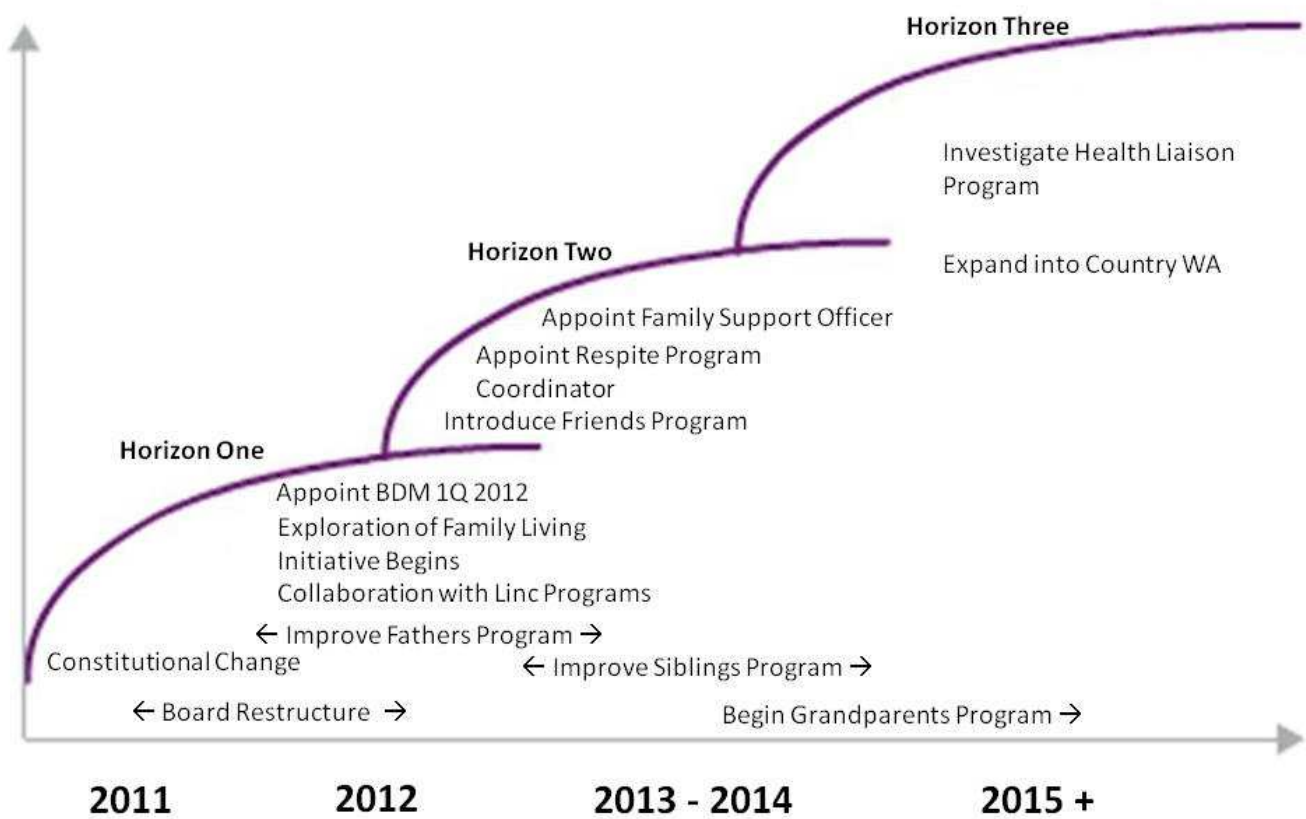 Horizon Three
Investigate Health Liaison
Program
Horizon Two
Expand into Country WA
Appoint Family Support Officer
Appoint Respite Program
Coordinator
Introduce Friends Program
Horizon One
Appoint BDM 1Q 2012
Exploration of Family Living
Initiative Begins
Collaboration with Linc Programs
← Improve Fathers Program →
Constitutional Change
← Improve Siblings Program →
← Board Restructure →
Begin Grandparents Program →
2011
2012
2013 - 2014
2015 +